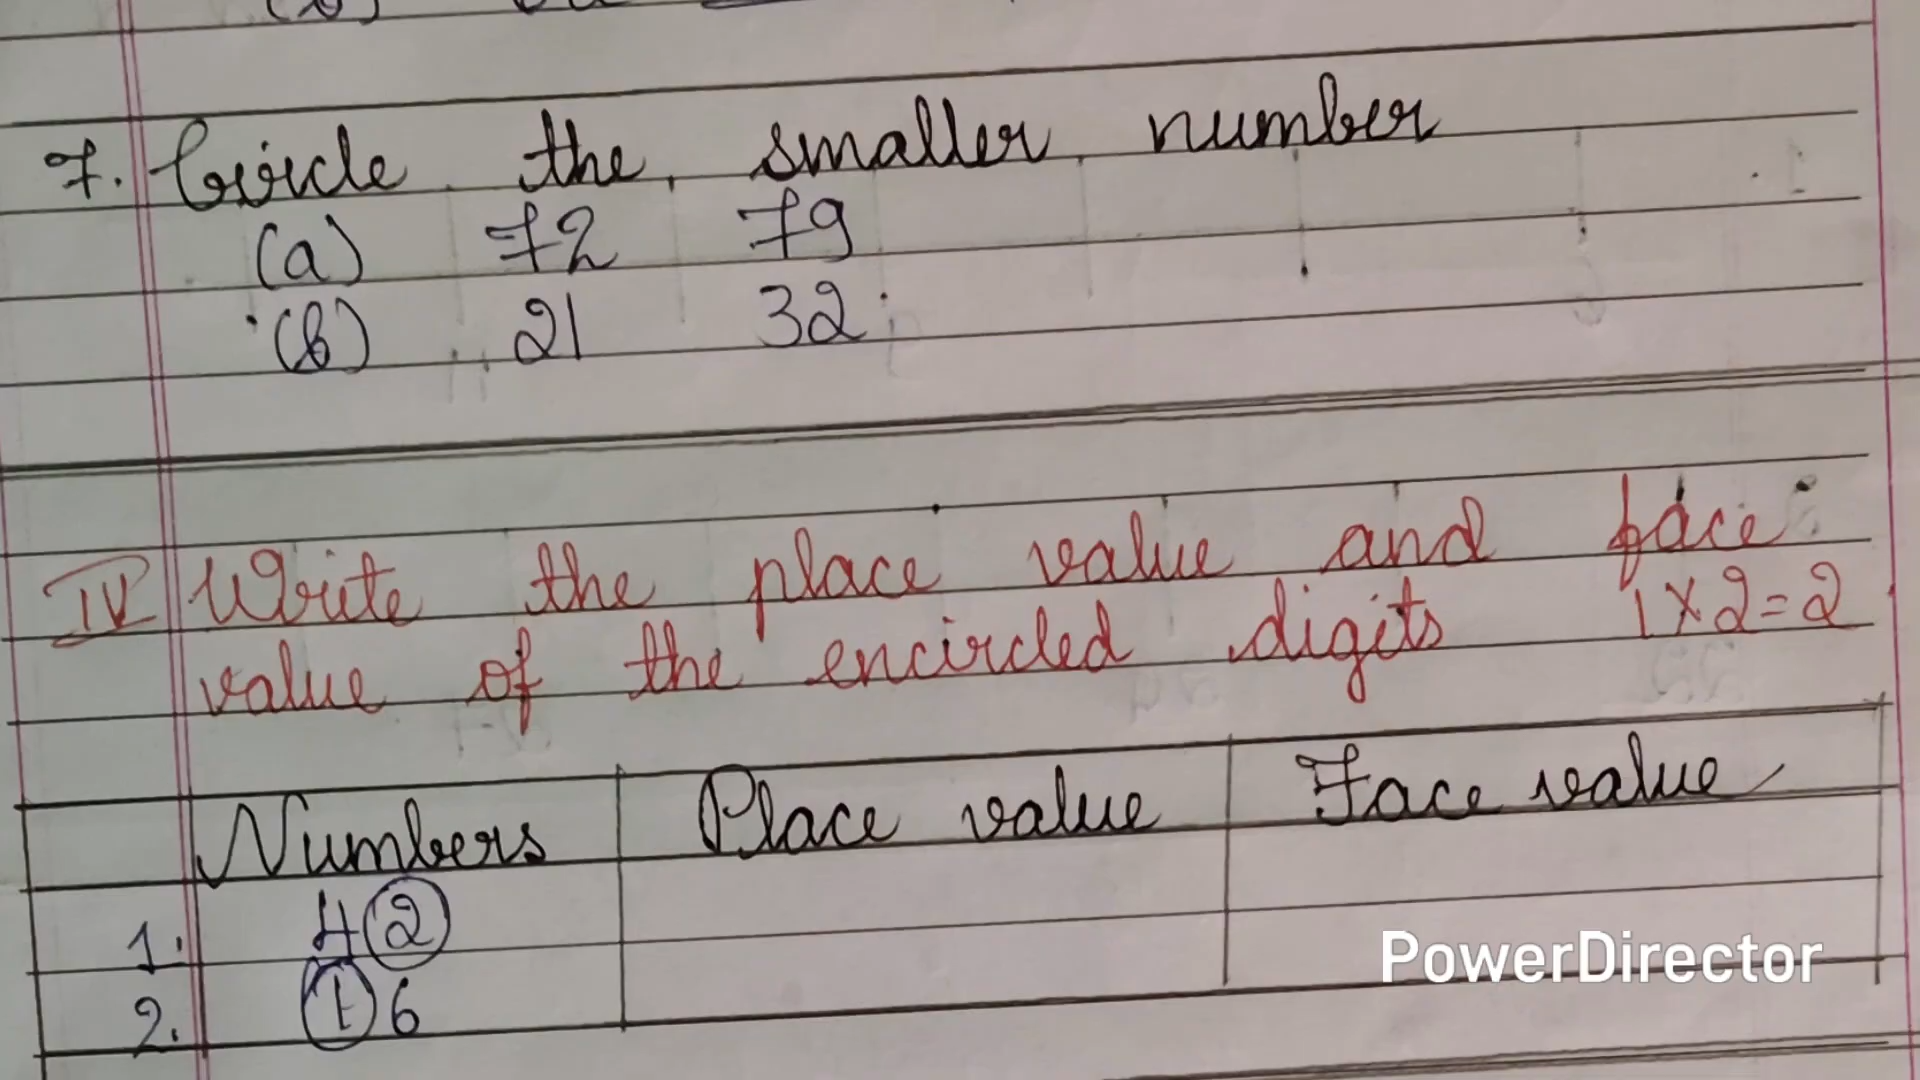 7. Circle the smaller number
(a) 72 79
(b) 21 32
IV Write the place value and face
value of the encircled digits 1×2=2
Numbers Place value Face value
1. 42
2. 16
PowerDirector